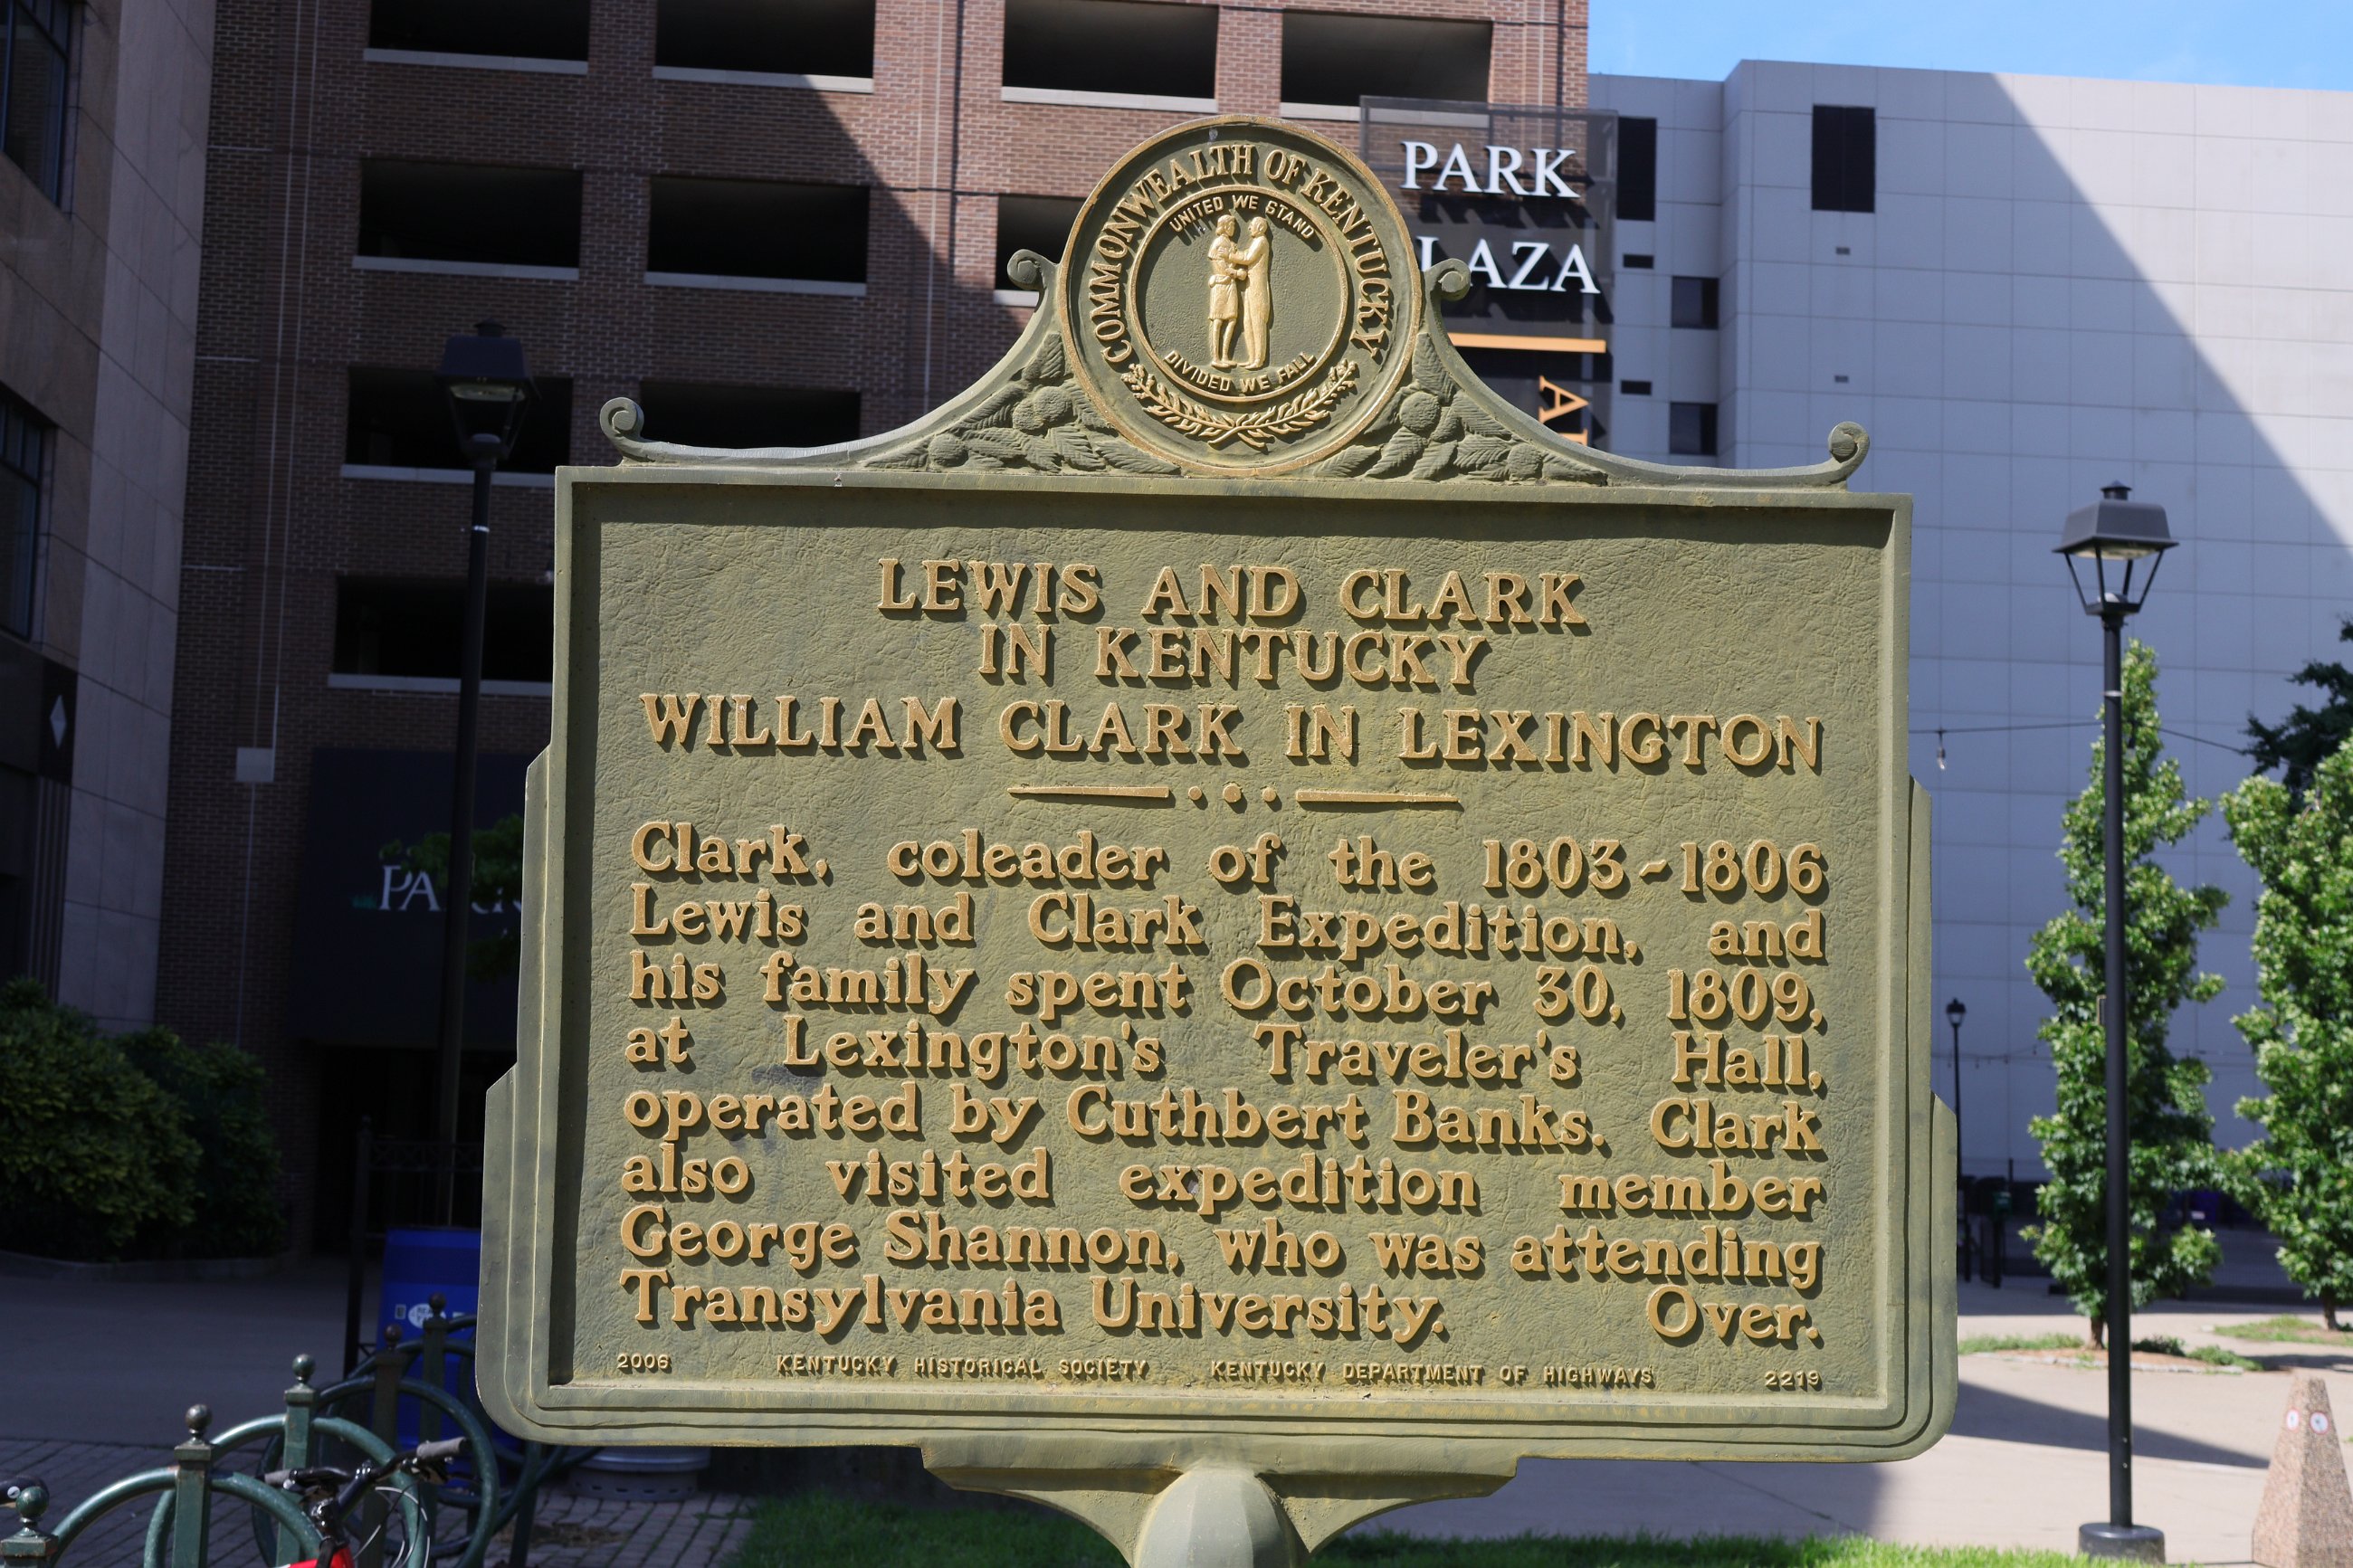 COMMONWEALTH OF KENTUCKY
UNITED WE STAND
DIVIDED WE FALL
PARK
LAZA
A
LEWIS AND CLARK
IN KENTUCKY
WILLIAM CLARK IN LEXINGTON
Clark, coleader of the 1803-1806
Lewis and Clark Expedition, and
his family spent October 30, 1809,
at Lexington's Traveler's Hall,
operated by Cuthbert Banks. Clark
also visited expedition member
George Shannon, who was attending
Transylvania University. Over.
2006 KENTUCKY HISTORICAL SOCIETY KENTUCKY DEPARTMENT OF HIGHWAYS 2219